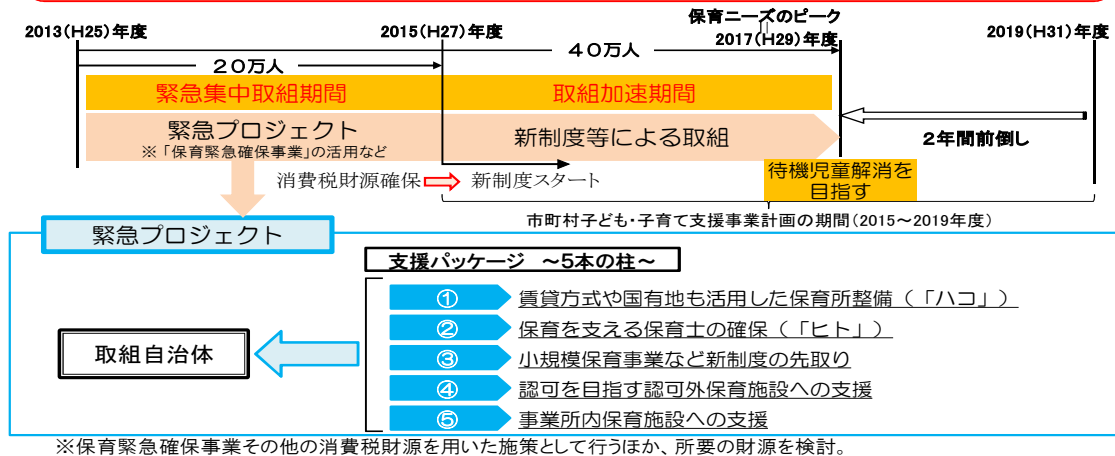 保育ニーズのピーク
2013(H25)年度
2015(H27)年度
2017(H29)年度
2019(H31)年度
40万人
20万人
緊急集中取組期間
取組加速期間
緊急プロジェクト
※「保育緊急確保事業」の活用など
新制度等による取組
2年間前倒し
消費税財源確保
新制度スタート
待機児童解消を
目指す
市町村子ども・子育て支援事業計画の期間(2015～2019年度)
緊急プロジェクト
支援パッケージ ～5本の柱～
① 賃貸方式や国有地も活用した保育所整備(「ハコ」)
② 保育を支える保育士の確保(「ヒト」)
③ 小規模保育事業など新制度の先取り
④ 認可を目指す認可外保育施設への支援
⑤ 事業所内保育施設への支援
取組自治体
※保育緊急確保事業その他の消費税財源を用いた施策として行うほか、所要の財源を検討。